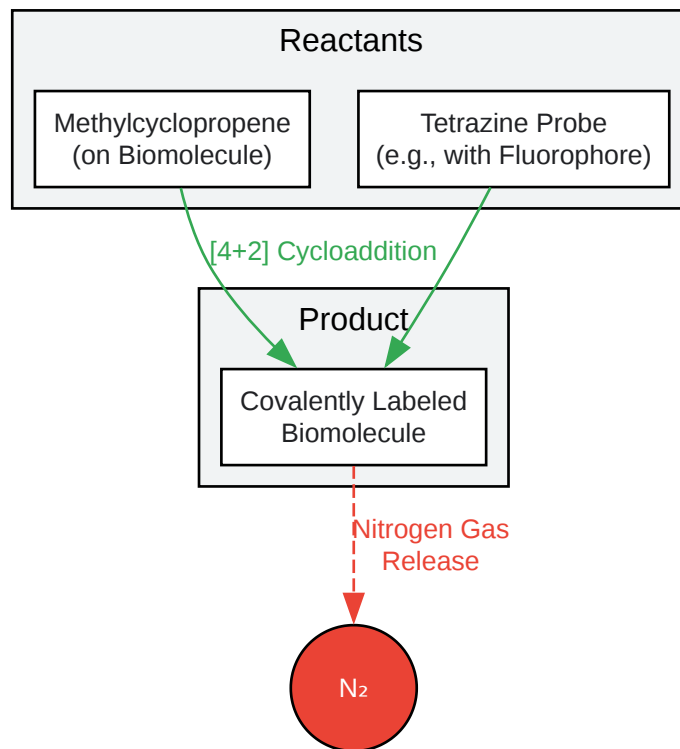 Reactants
Methylcyclopropene
(on Biomolecule)
Tetrazine Probe
(e.g., with Fluorophore)
[4+2] Cycloaddition
Product
Covalently Labeled
Biomolecule
Nitrogen Gas
Release
N₂